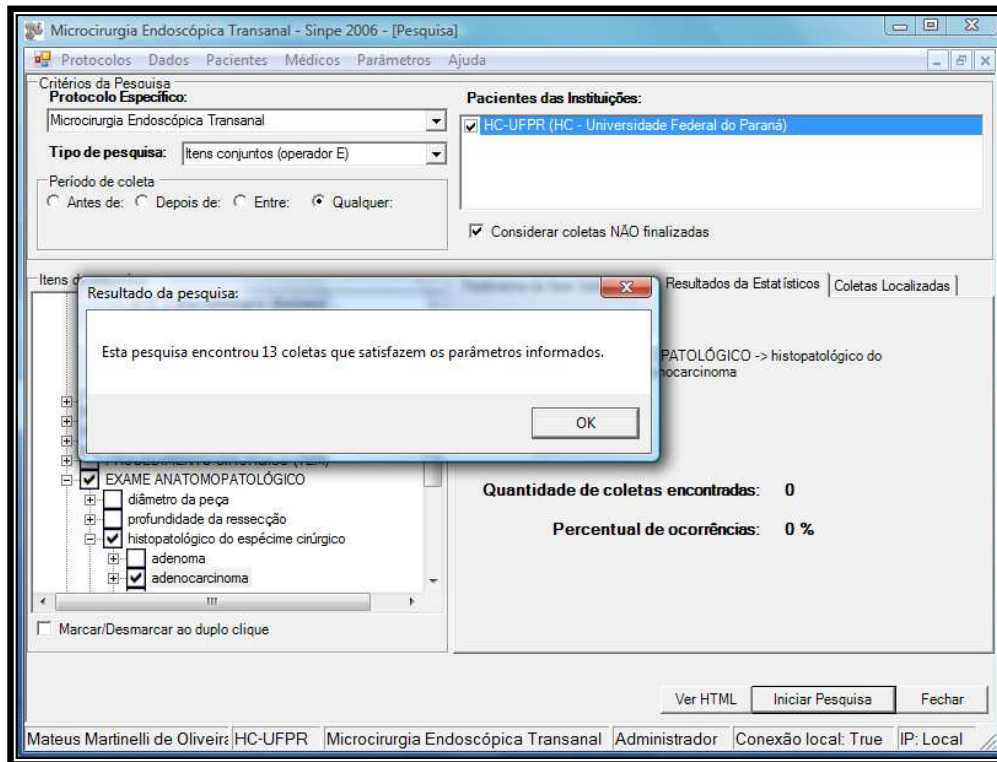 Microcirurgia Endoscópica Transanal - Sinpe 2006 - [Pesquisa]
Protocolos Dados Pacientes Médicos Parâmetros Ajuda
Critérios da Pesquisa
Protocolo Específico:
Microcirurgia Endoscópica Transanal
Tipo de pesquisa: Itens conjuntos (operador E)
Período de coleta
Antes de: Depois de: Entre: Qualquer:
Pacientes das Instituições:
HC-UFPR (HC - Universidade Federal do Paraná)
Considerar coletas NÃO finalizadas
Itens
Resultados da Estatísticos Coletas Localizadas
Resultado da pesquisa:
Esta pesquisa encontrou 13 coletas que satisfazem os parâmetros informados.
OK
PATOLÓGICO -> histopatológico do
nocarcinoma
PROCEDIMENTO CIRÚRGICO (TEM)
EXAME ANATOMOPATOLÓGICO
diâmetro da peça
profundidade da ressecção
histopatológico do espécime cirúrgico
adenoma
adenocarcinoma
Marcar/Desmarcar ao duplo clique
Quantidade de coletas encontradas: 0
Percentual de ocorrências: 0 %
Ver HTML Iniciar Pesquisa Fechar
Mateus Martinelli de Oliveira HC-UFPR Microcirurgia Endoscópica Transanal Administrador Conexão local: True IP: Local